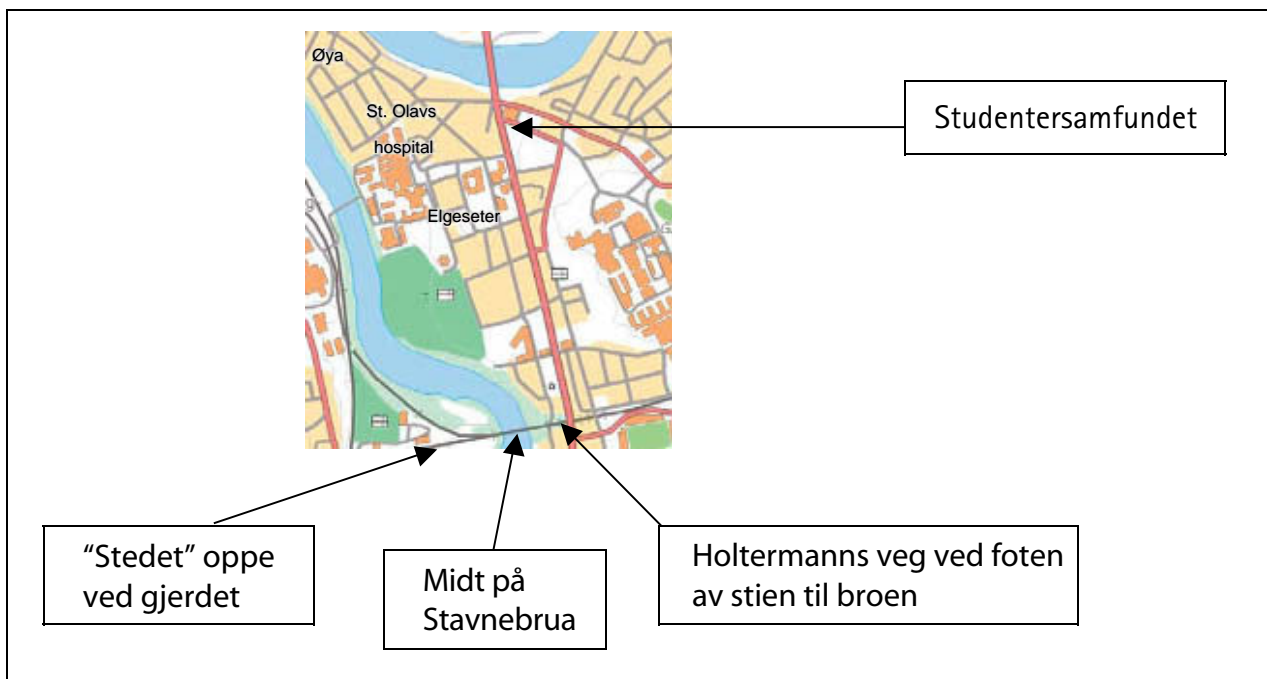 Øya
St. Olavs
hospital
Elgeseter
Studentersamfundet
“Stedet” oppe
ved gjerdet
Midt på
Stavnebrua
Holtermanns veg ved foten
av stien til broen